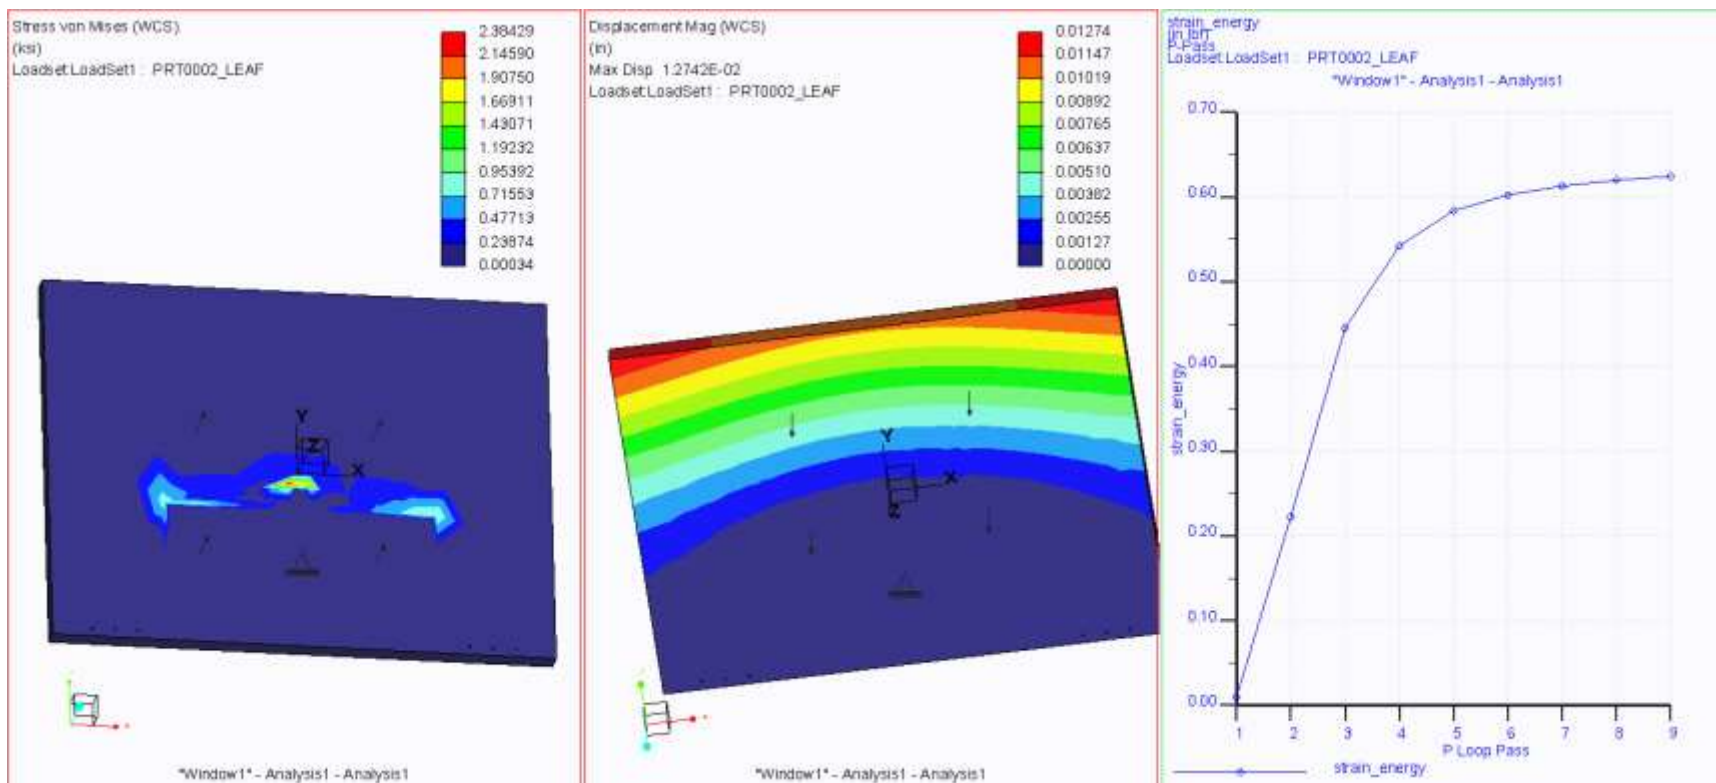 Stress von Mises (WCS)
(ksi)
Loadset:LoadSet1 : PRT0002_LEAF
2.38429
2.14590
1.90750
1.66911
1.43071
1.19232
0.95392
0.71553
0.47713
0.23874
0.00034
Y
Z
X
"Window1" - Analysis1 - Analysis1
Displacement Mag (WCS)
(in)
Max Disp 1.2742E-02
Loadset:LoadSet1 : PRT0002_LEAF
0.01274
0.01147
0.01019
0.00892
0.00765
0.00637
0.00510
0.00382
0.00255
0.00127
0.00000
Y
X
Z
"Window1" - Analysis1 - Analysis1
strain_energy
P-Pass
Loadset:LoadSet1 : PRT0002_LEAF
"Window1" - Analysis1 - Analysis1
0.70
0.60
0.50
0.40
0.30
0.20
0.10
0.00
strain_energy
1 2 3 4 5 6 7 8 9
P Loop Pass
strain_energy